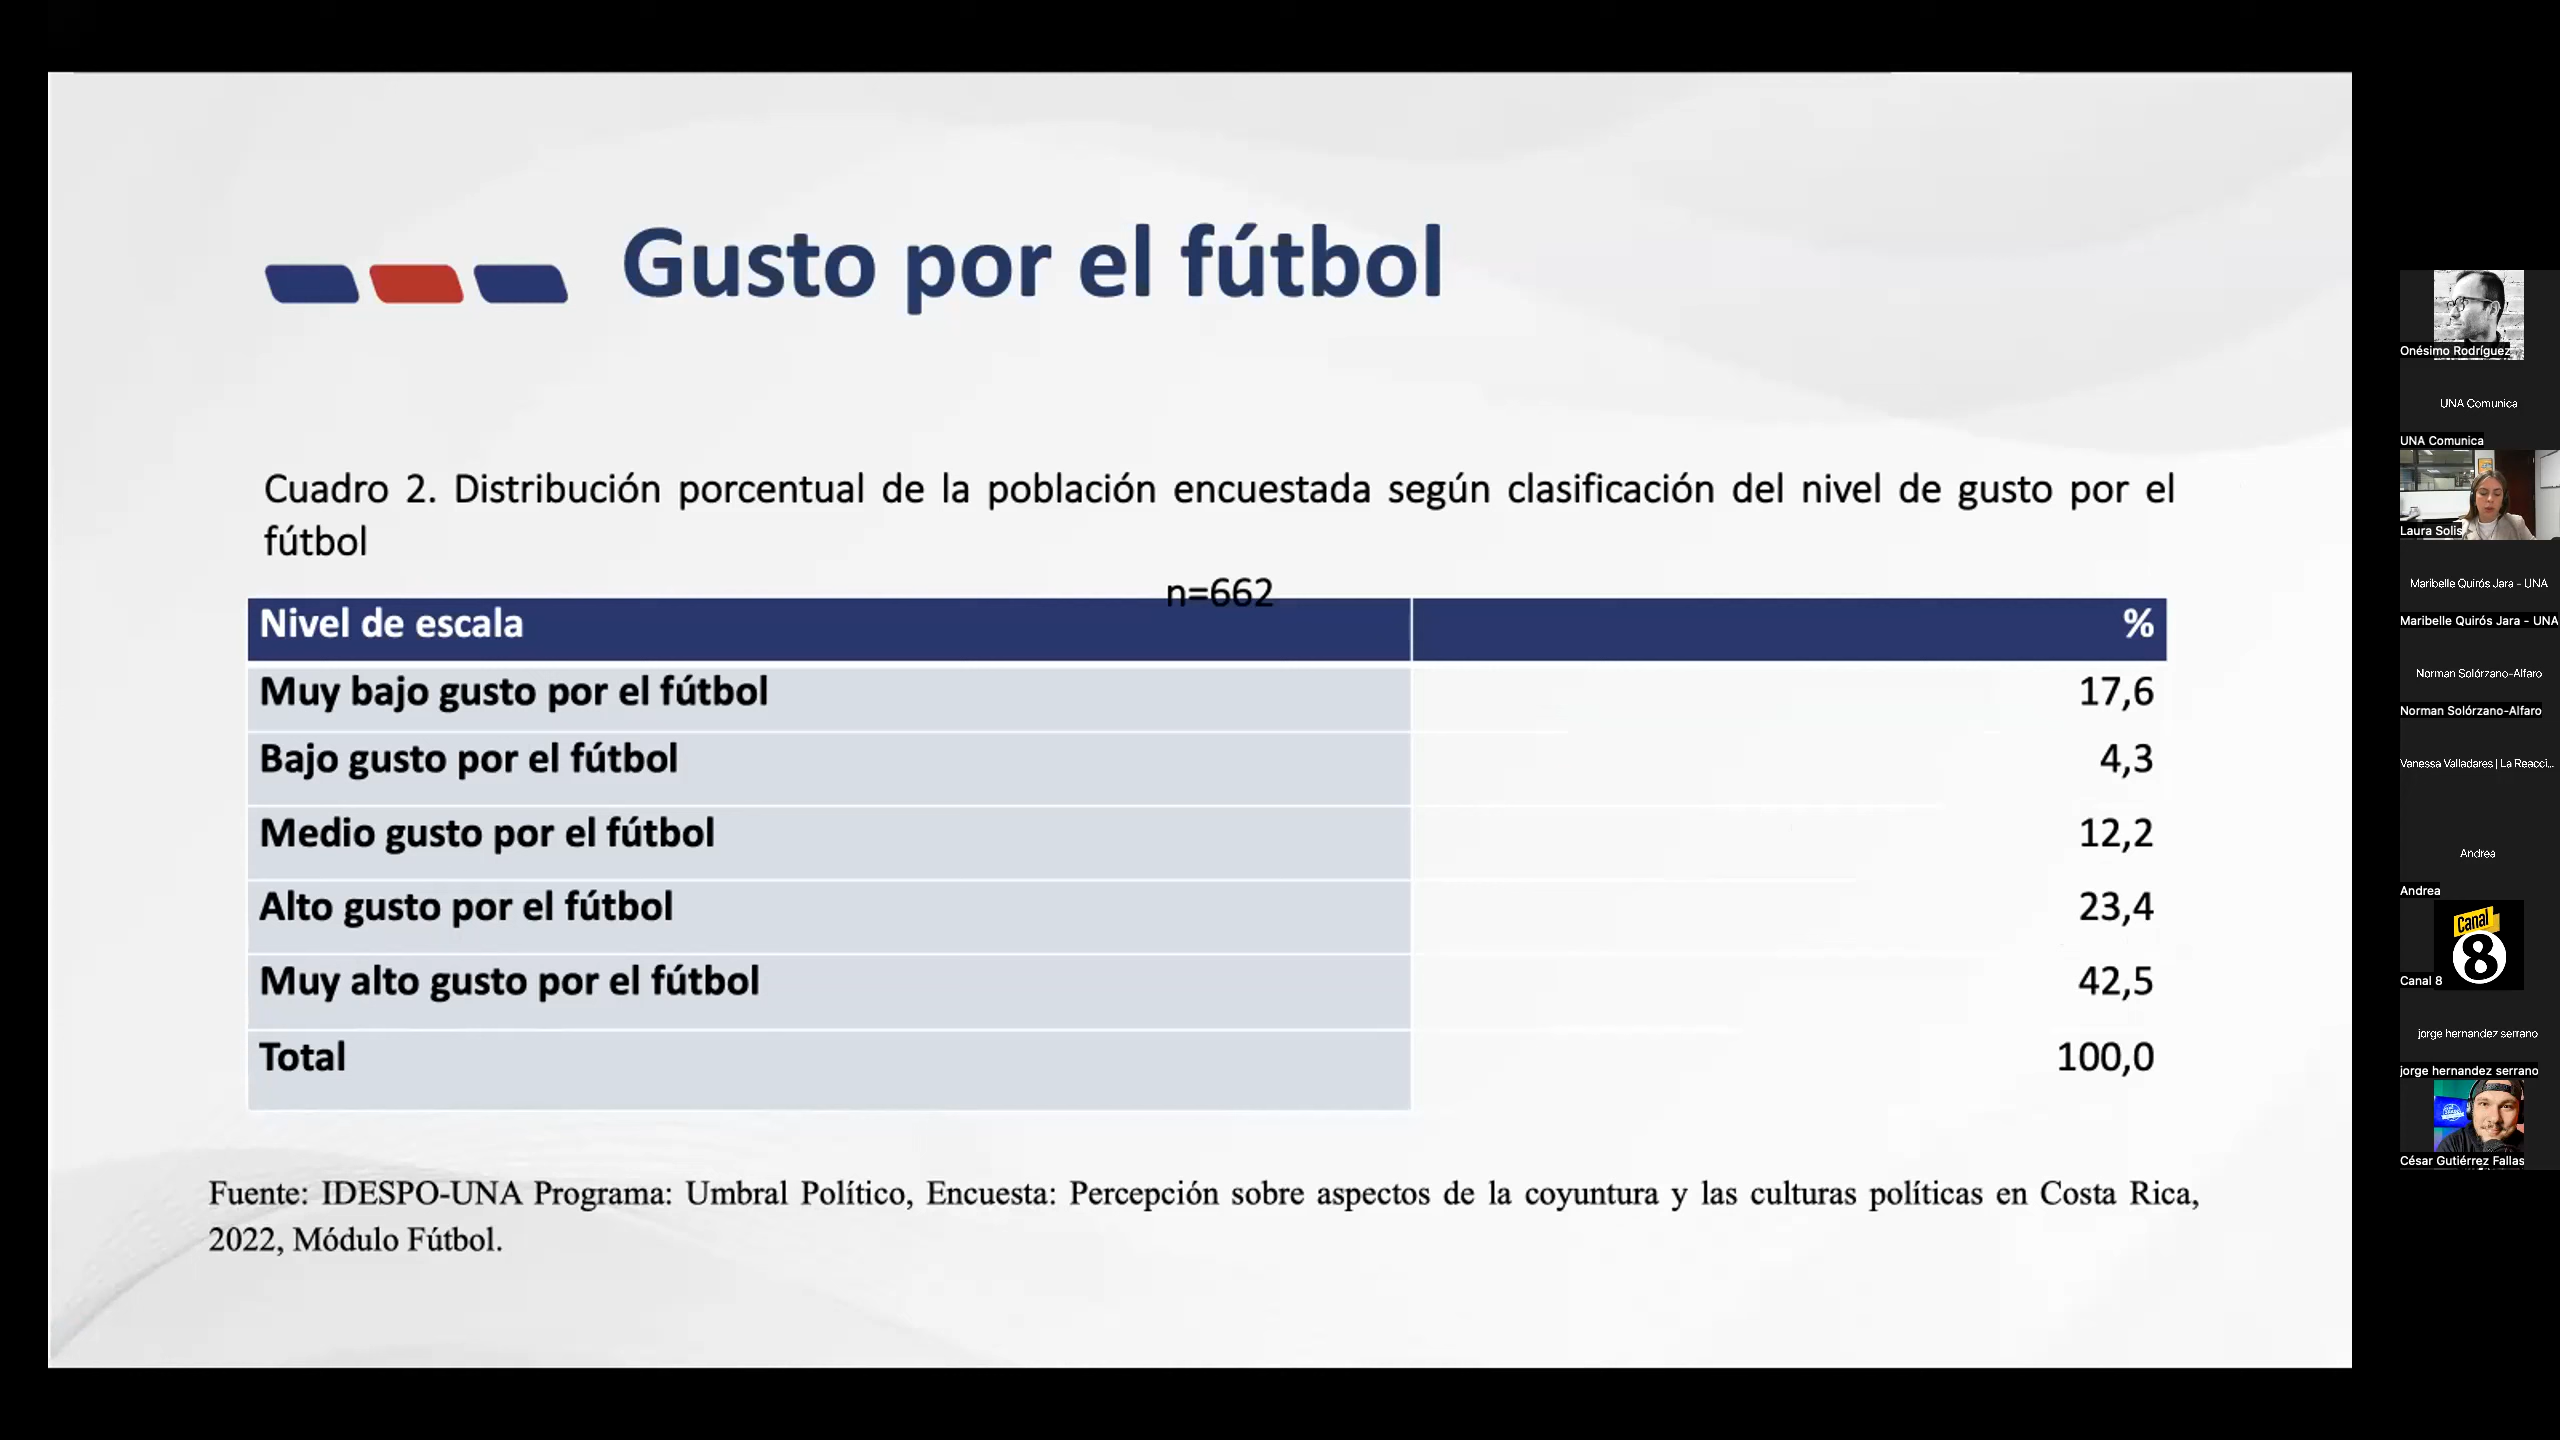 Gusto por el fútbol
Cuadro 2. Distribución porcentual de la población encuestada según clasificación del nivel de gusto por el
fútbol
n=662
Nivel de escala %
Muy bajo gusto por el fútbol 17,6
Bajo gusto por el fútbol 4,3
Medio gusto por el fútbol 12,2
Alto gusto por el fútbol 23,4
Muy alto gusto por el fútbol 42,5
Total 100,0
Fuente: IDESPO-UNA Programa: Umbral Político, Encuesta: Percepción sobre aspectos de la coyuntura y las culturas políticas en Costa Rica,
2022, Módulo Fútbol.
Onésimo Rodríguez
UNA Comunica
UNA Comunica
Laura Solis
Maribelle Quirós Jara - UNA
Maribelle Quirós Jara - UNA
Norman Solórzano-Alfaro
Norman Solórzano-Alfaro
Vanessa Valladares | La Reacci...
Andrea
Andrea
Canal
8
Canal 8
jorge hernandez serrano
jorge hernandez serrano
César Gutiérrez Fallas